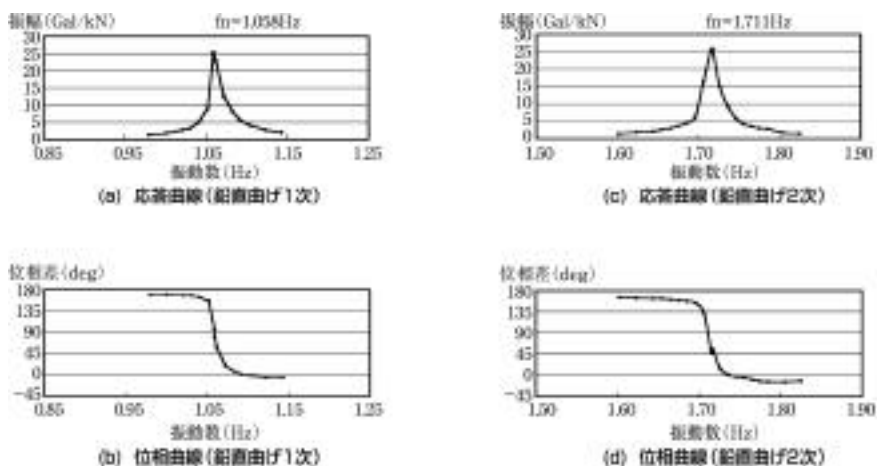 振幅(Gal/kN) fn=1.058Hz
30
25
20
15
10
5
0
0.85 0.95 1.05 1.15 1.25
振動数(Hz)
(a) 応答曲線(鉛直曲げ1次)
振幅(Gal/kN) fn=1.711Hz
30
25
20
15
10
5
0
1.50 1.60 1.70 1.80 1.90
振動数(Hz)
(c) 応答曲線(鉛直曲げ2次)
位相差(deg)
180
135
90
45
0
-45
0.85 0.95 1.05 1.15 1.25
振動数(Hz)
(b) 位相曲線(鉛直曲げ1次)
位相差(deg)
180
135
90
45
0
-45
1.50 1.60 1.70 1.80 1.90
振動数(Hz)
(d) 位相曲線(鉛直曲げ2次)